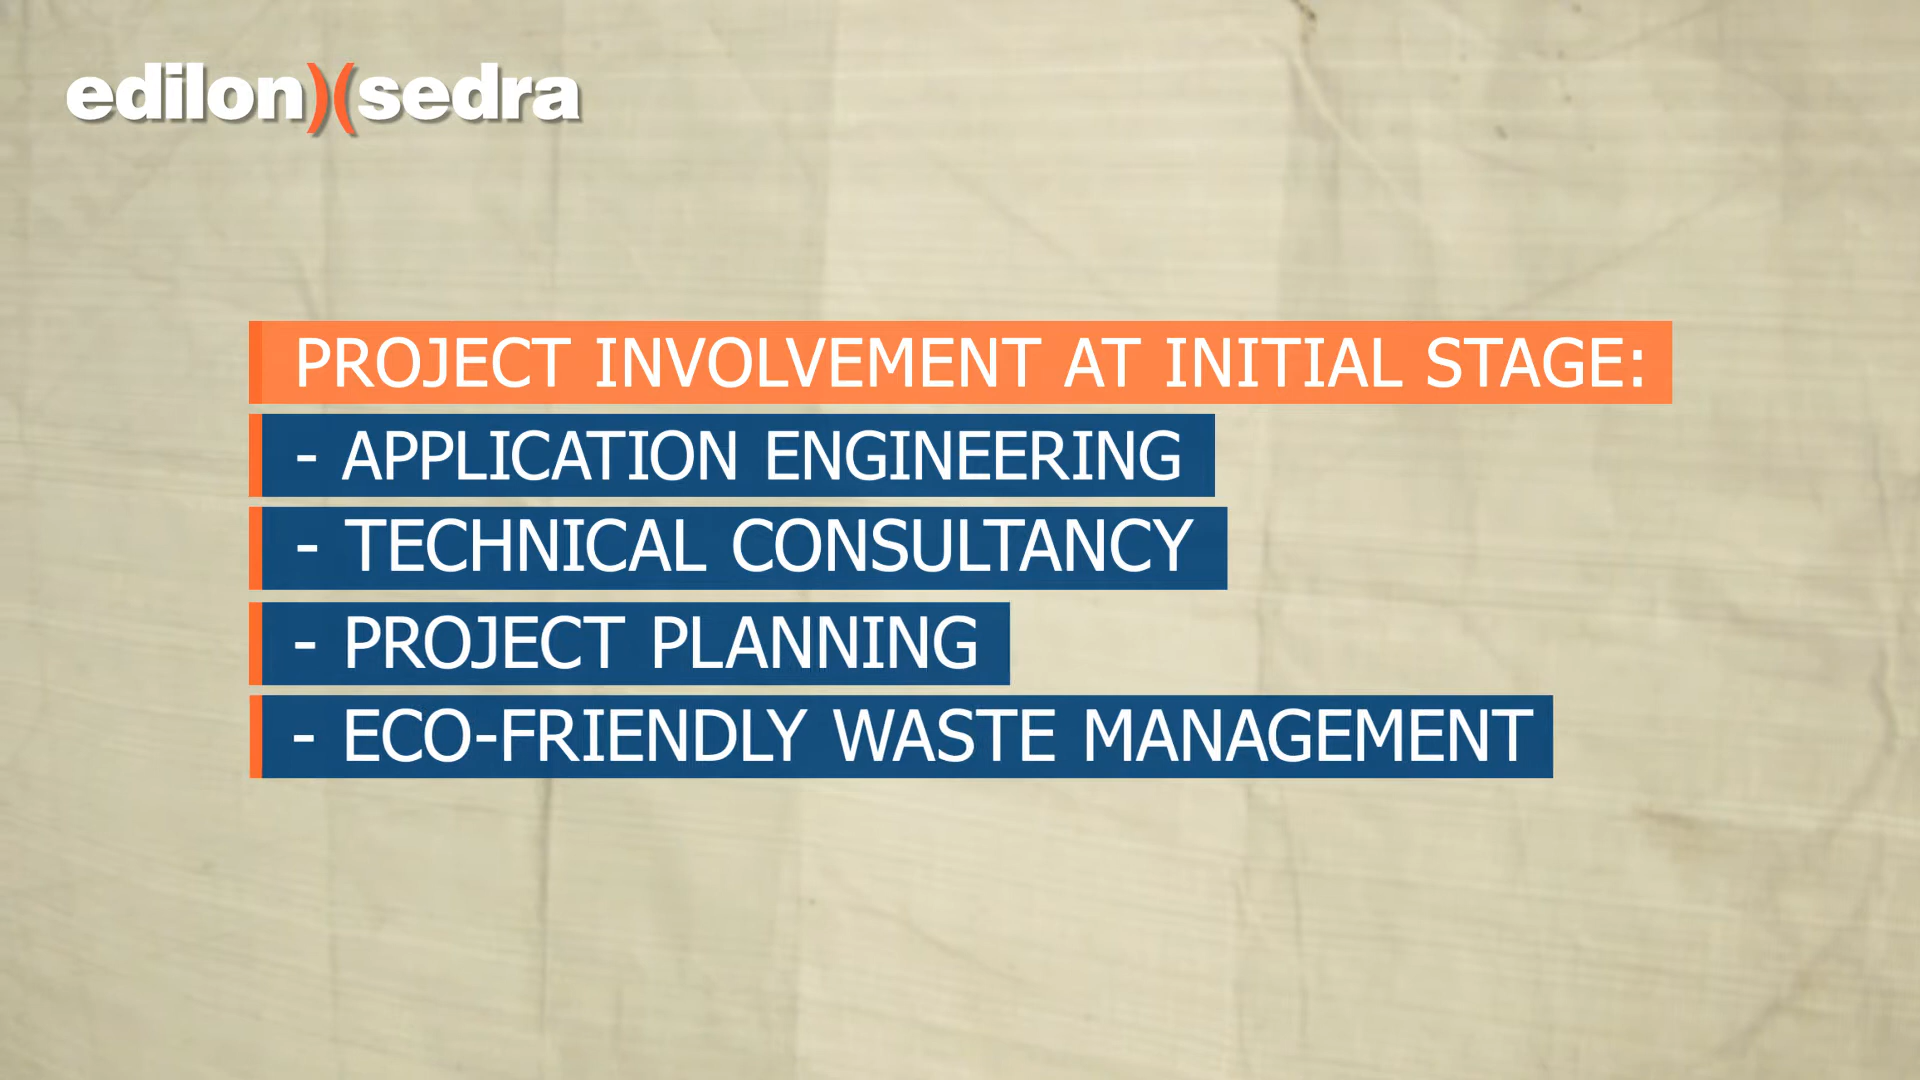 edilon)(sedra
PROJECT INVOLVEMENT AT INITIAL STAGE:
- APPLICATION ENGINEERING
- TECHNICAL CONSULTANCY
- PROJECT PLANNING
- ECO-FRIENDLY WASTE MANAGEMENT